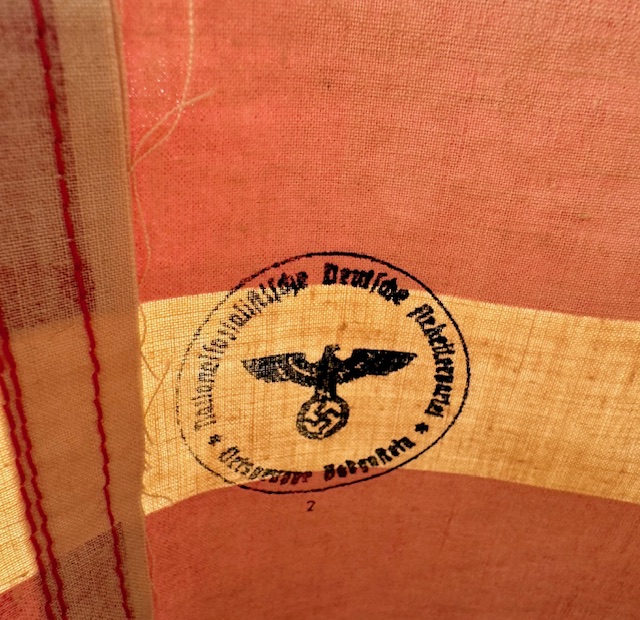 Nationalsozialistische Deutsche Arbeiterpartei
* Ortsgruppe *
2